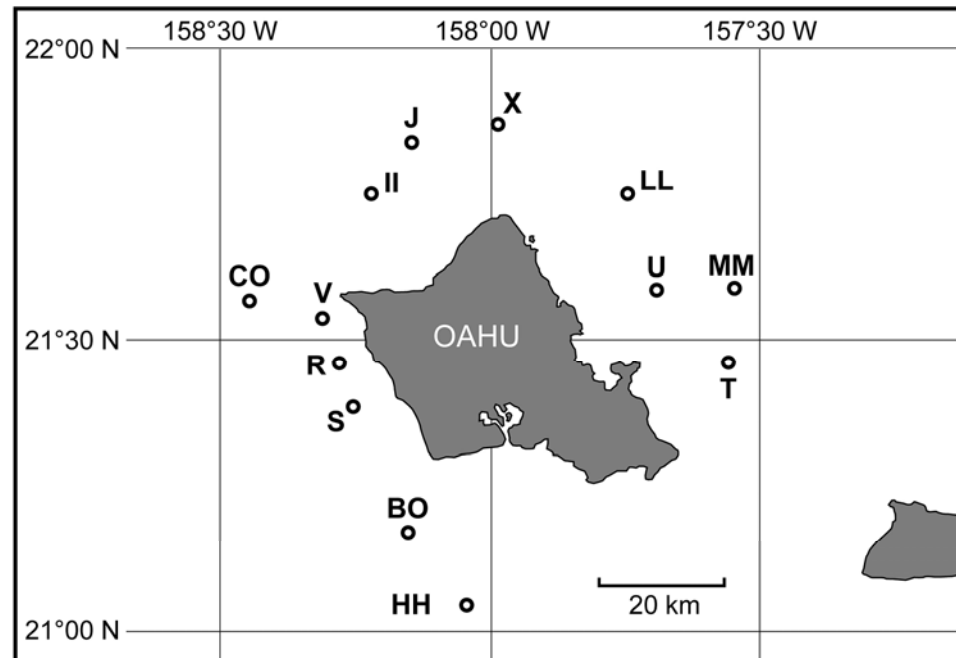 158°30' W 158°00' W 157°30' W
22°00' N
X
J
II
LL
CO
V
U
MM
21°30' N
OAHU
R
T
S
BO
HH
20 km
21°00' N